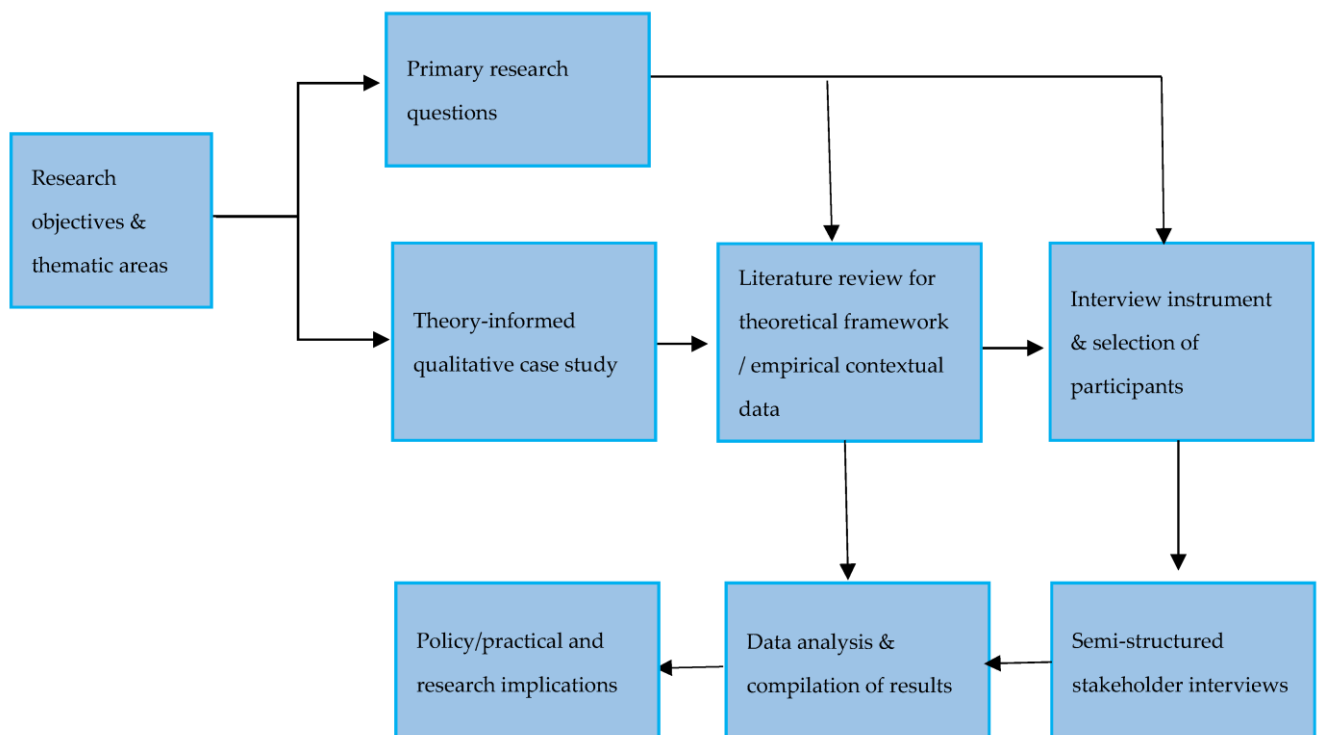 Primary research
questions
Research
objectives &
thematic areas
Theory-informed
qualitative case study
Literature review for
theoretical framework
/ empirical contextual
data
Interview instrument
& selection of
participants
Policy/practical and
research implications
Data analysis &
compilation of results
Semi-structured
stakeholder interviews